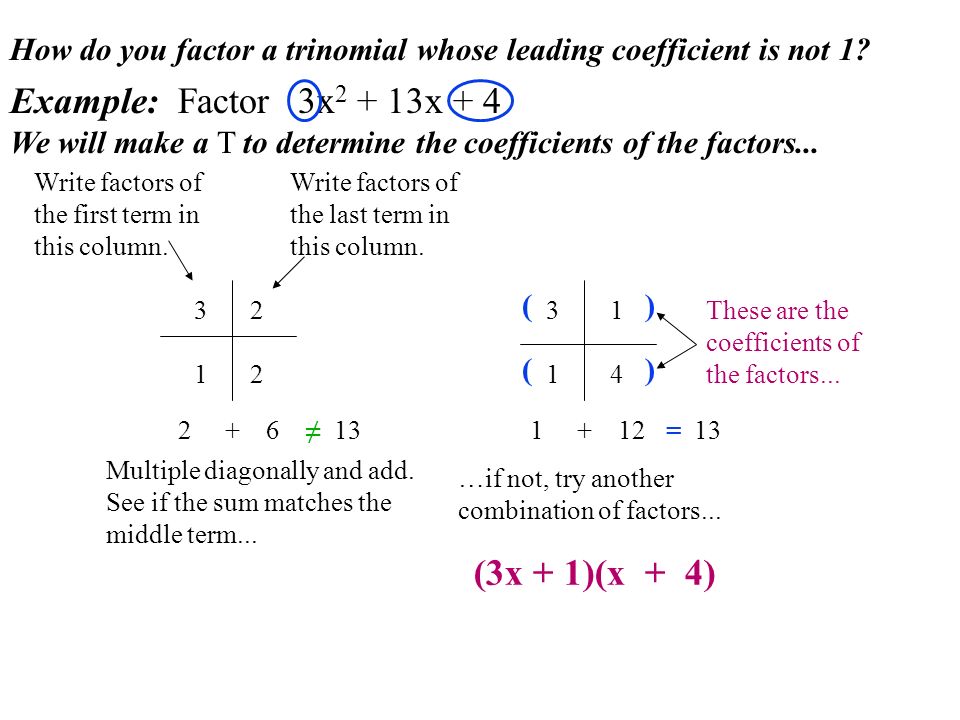 How do you factor a trinomial whose leading coefficient is not 1?
Example: Factor 3x² + 13x + 4
We will make a T to determine the coefficients of the factors...
Write factors of
the first term in
this column.
Write factors of
the last term in
this column.
3 2
1 2
2 + 6 ≠ 13
Multiple diagonally and add.
See if the sum matches the
middle term...
( 3 1 )
( 1 4 )
These are the
coefficients of
the factors...
1 + 12 = 13
…if not, try another
combination of factors...
(3x + 1)(x + 4)